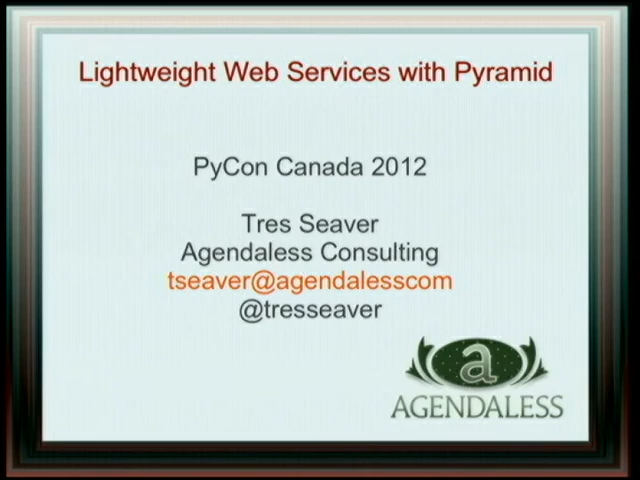 Lightweight Web Services with Pyramid
PyCon Canada 2012
Tres Seaver
Agendaless Consulting
tseaver@agendalesscom
@tresseaver
a
AGENDALESS